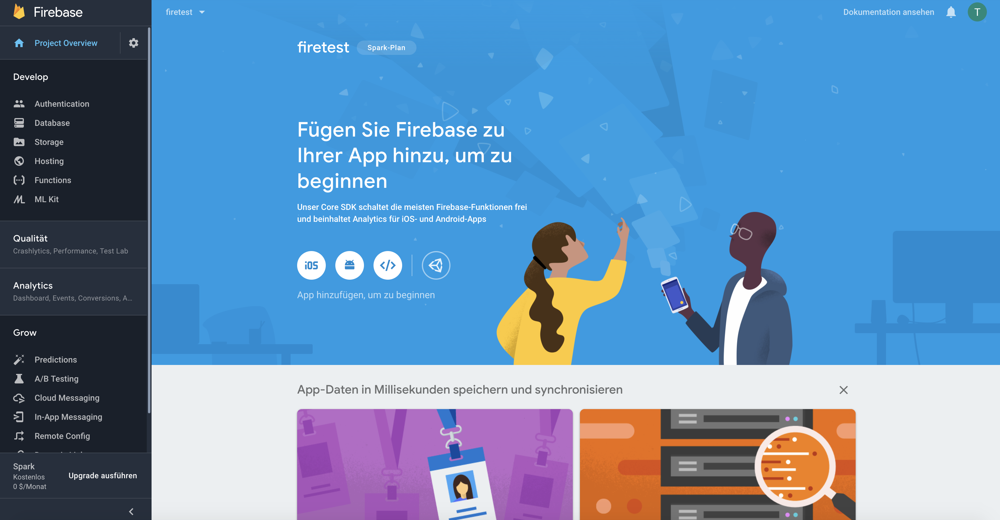 Firebase
Project Overview
Develop
Authentication
Database
Storage
Hosting
Functions
ML Kit
Qualität
Crashlytics, Performance, Test Lab
Analytics
Dashboard, Events, Conversions, A...
Grow
Predictions
A/B Testing
Cloud Messaging
In-App Messaging
Remote Config
Spark
Kostenlos
0 $/Monat
Upgrade ausführen
firetest
Dokumentation ansehen
T
firetest
Spark-Plan
Fügen Sie Firebase zu
Ihrer App hinzu, um zu
beginnen
Unser Core SDK schaltet die meisten Firebase-Funktionen frei
und beinhaltet Analytics für iOS- und Android-Apps
iOS
App hinzufügen, um zu beginnen
App-Daten in Millisekunden speichern und synchronisieren